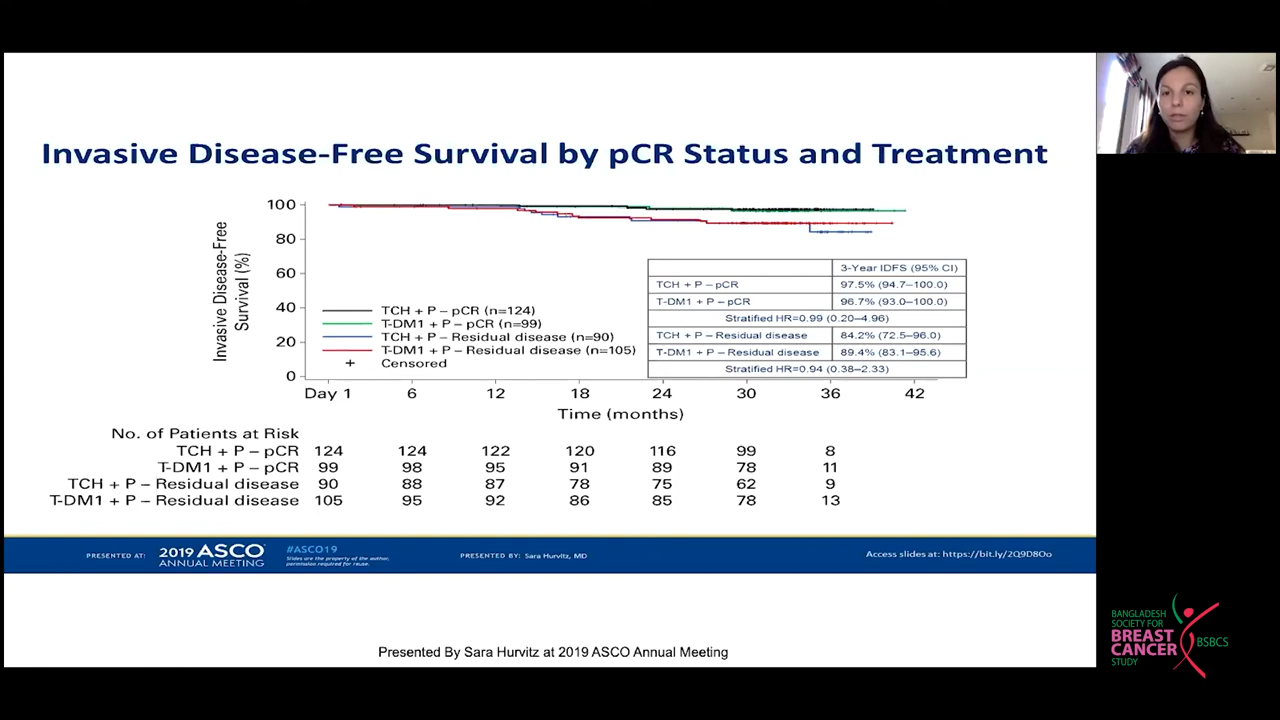 Invasive Disease-Free Survival by pCR Status and Treatment
Invasive Disease-Free
Survival (%)
100
80
60
40
20
0
TCH + P – pCR (n=124)
T-DM1 + P – pCR (n=99)
TCH + P – Residual disease (n=90)
T-DM1 + P – Residual disease (n=105)
+ Censored
3-Year IDFS (95% CI)
TCH + P – pCR 97.5% (94.7–100.0)
T-DM1 + P – pCR 96.7% (93.0–100.0)
Stratified HR=0.99 (0.20–4.96)
TCH + P – Residual disease 84.2% (72.5–96.0)
T-DM1 + P – Residual disease 89.4% (83.1–95.6)
Stratified HR=0.94 (0.38–2.33)
Day 1 6 12 18 24 30 36 42
Time (months)
No. of Patients at Risk
TCH + P – pCR 124 124 122 120 116 99 8
T-DM1 + P – pCR 99 98 95 91 89 78 11
TCH + P – Residual disease 90 88 87 78 75 62 9
T-DM1 + P – Residual disease 105 95 92 86 85 78 13
PRESENTED AT:
2019 ASCO
ANNUAL MEETING
#ASCO19
Slides are the property of the author,
permission required for reuse.
PRESENTED BY: Sara Hurvitz, MD
Access slides at: https://bit.ly/2Q9D8Oo
Presented By Sara Hurvitz at 2019 ASCO Annual Meeting
BANGLADESH
SOCIETY FOR
BREAST
CANCER
STUDY
BSBCS